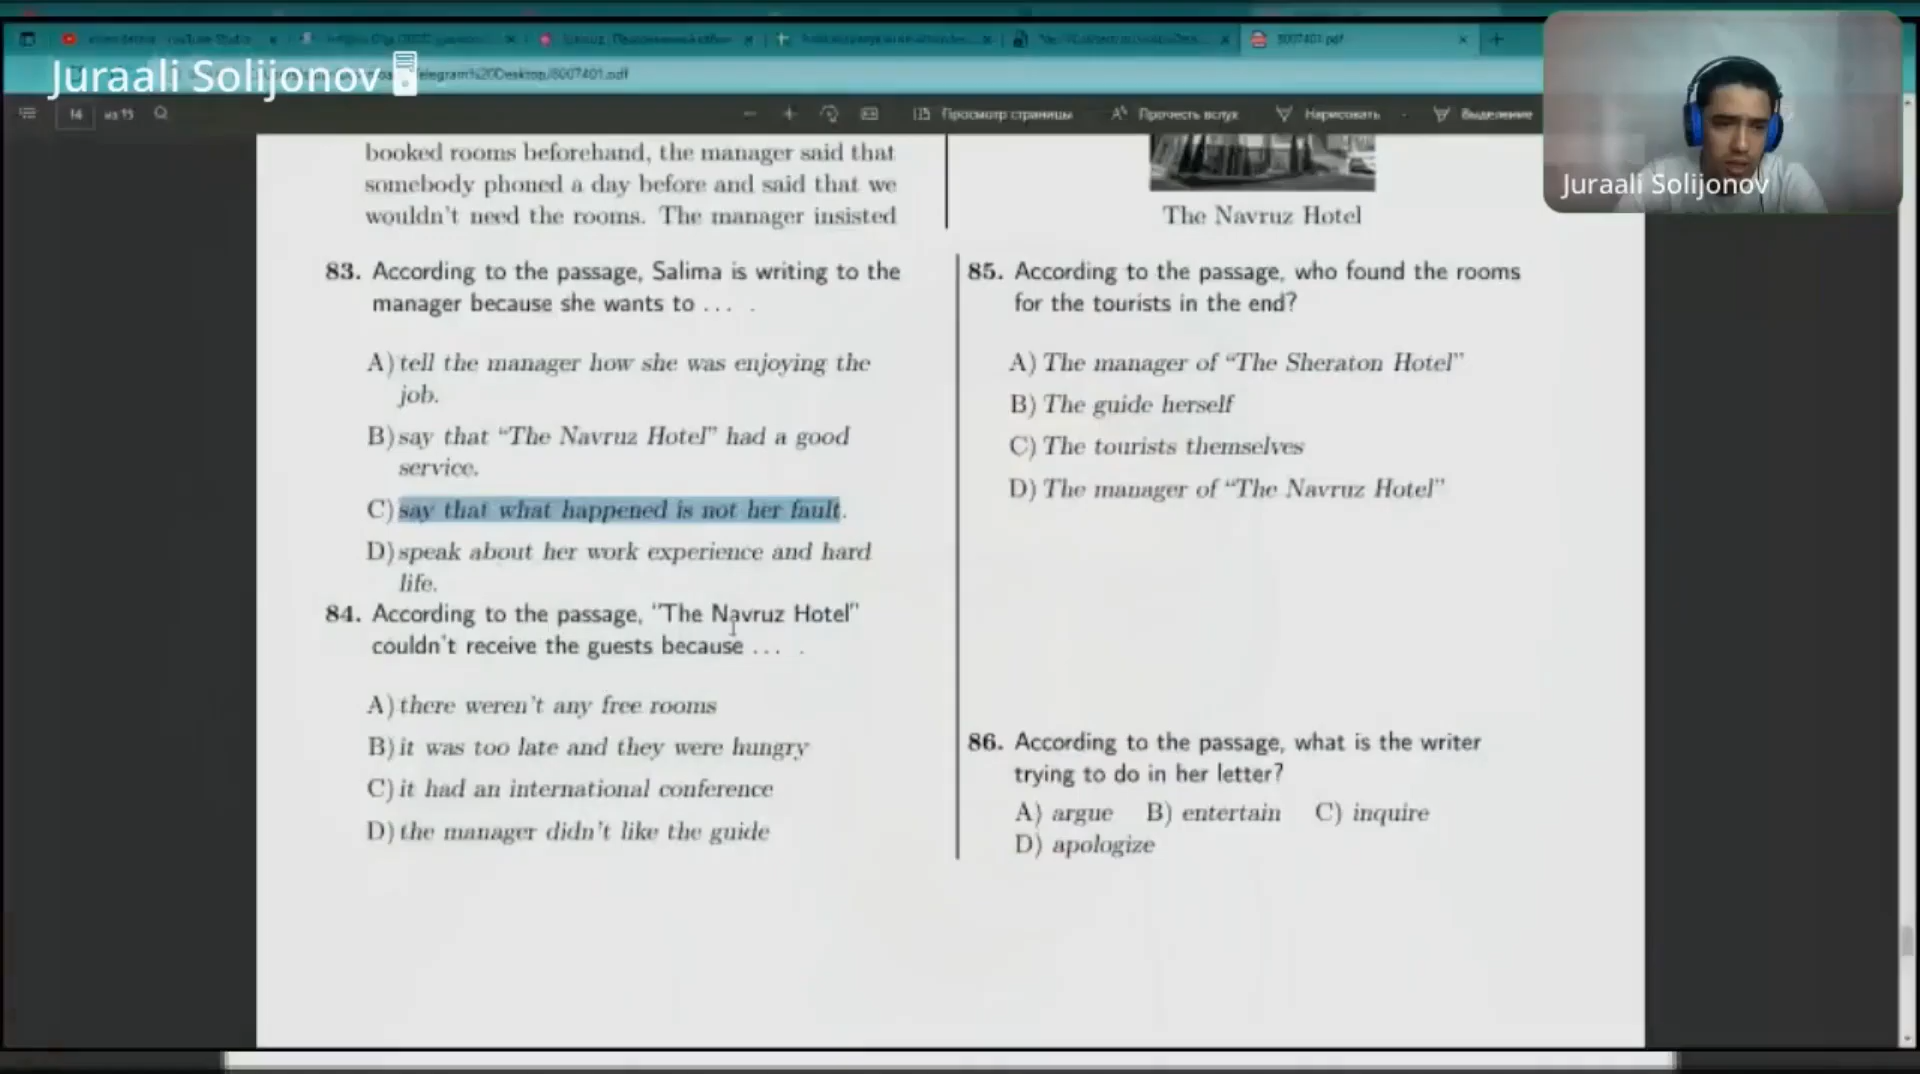 8007401.pdf
Juraali Solijonov
Telegram%20Desktop/8007401.pdf
14 из 15
Просмотр страницы
Прочесть вслух
Нарисовать
Выделение
Juraali Solijonov
booked rooms beforehand, the manager said that
somebody phoned a day before and said that we
wouldn't need the rooms. The manager insisted
The Navruz Hotel
83. According to the passage, Salima is writing to the
manager because she wants to ... .
A) tell the manager how she was enjoying the
job.
B) say that “The Navruz Hotel” had a good
service.
C) say that what happened is not her fault.
D) speak about her work experience and hard
life.
84. According to the passage, "The Navruz Hotel"
couldn't receive the guests because ... .
A) there weren't any free rooms
B) it was too late and they were hungry
C) it had an international conference
D) the manager didn't like the guide
85. According to the passage, who found the rooms
for the tourists in the end?
A) The manager of “The Sheraton Hotel”
B) The guide herself
C) The tourists themselves
D) The manager of “The Navruz Hotel”
86. According to the passage, what is the writer
trying to do in her letter?
A) argue B) entertain C) inquire
D) apologize